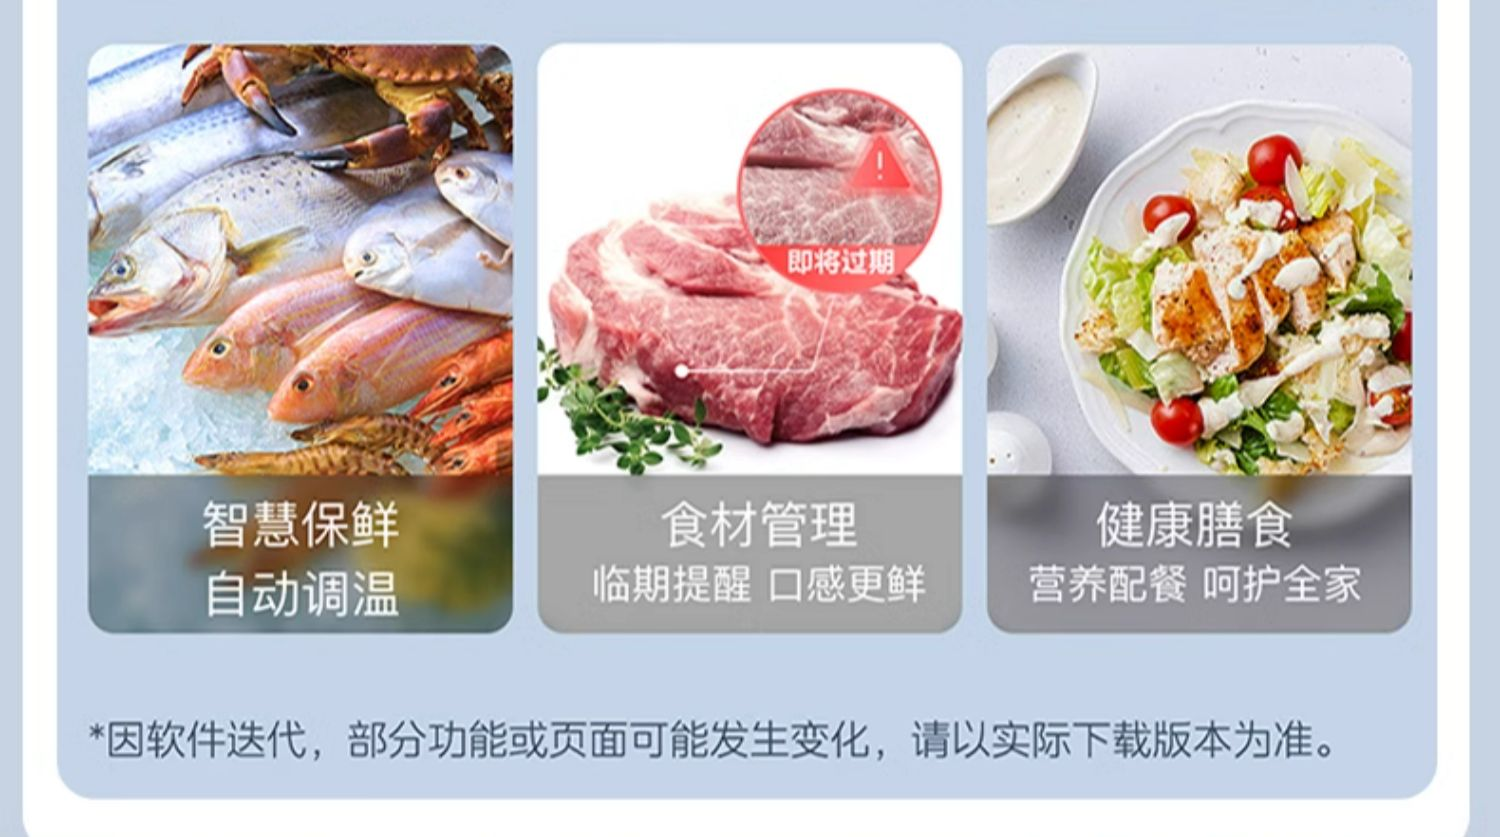 即将过期
智慧保鲜
自动调温
食材管理
临期提醒 口感更鲜
健康膳食
营养配餐 呵护全家
*因软件迭代，部分功能或页面可能发生变化，请以实际下载版本为准。